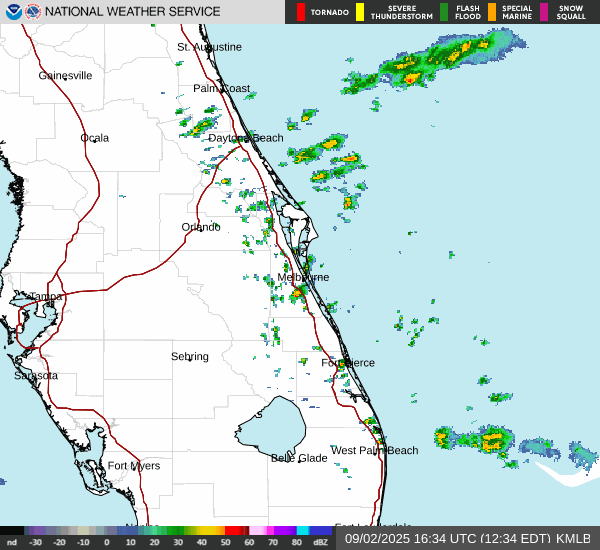 NATIONAL WEATHER SERVICE
TORNADO
SEVERE
THUNDERSTORM
FLASH
FLOOD
SPECIAL
MARINE
SNOW
SQUALL
St. Augustine
Gainesville
Palm Coast
Ocala
Daytona Beach
Orlando
Melbourne
Tampa
Sebring
Fort Pierce
Sarasota
West Palm Beach
Belle Glade
Fort Myers
Fort Lauderdale
nd -30 -20 -10 0 10 20 30 40 50 60 70 80 dBZ
09/02/2025 16:34 UTC (12:34 EDT) KMLB